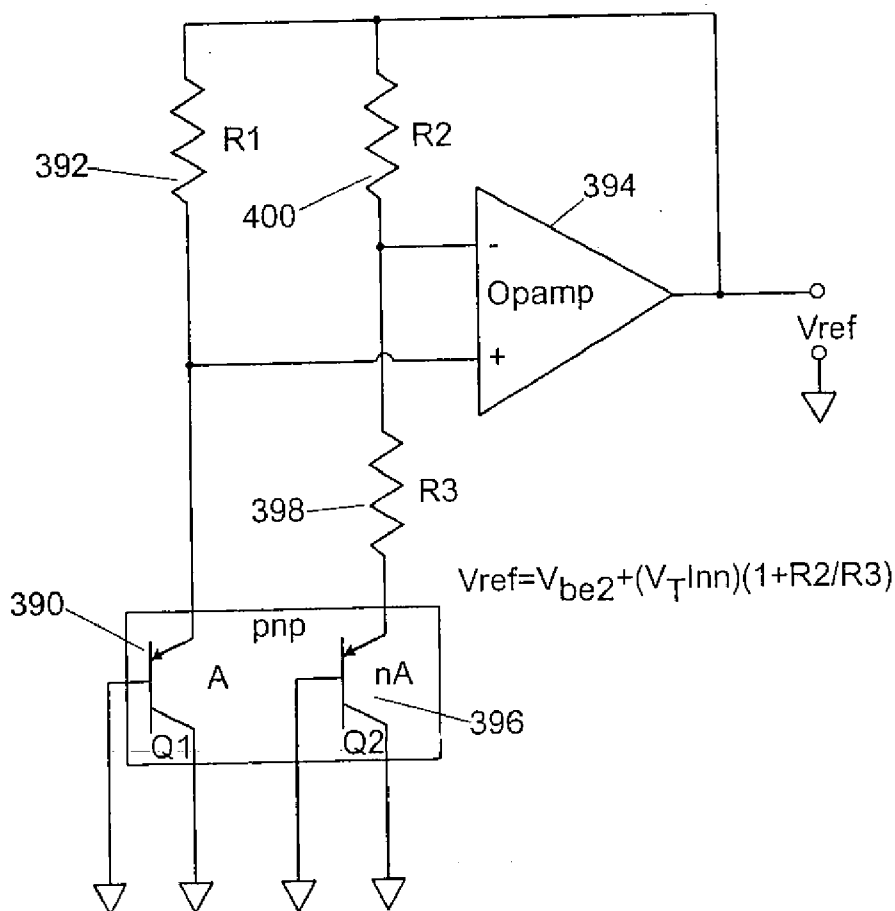 R1
R2
392
400
394
-
Opamp
+
Vref
398
R3
Vref=Vbe2+(VTlnn)(1+R2/R3)
390
pnp
A
nA
396
Q1
Q2